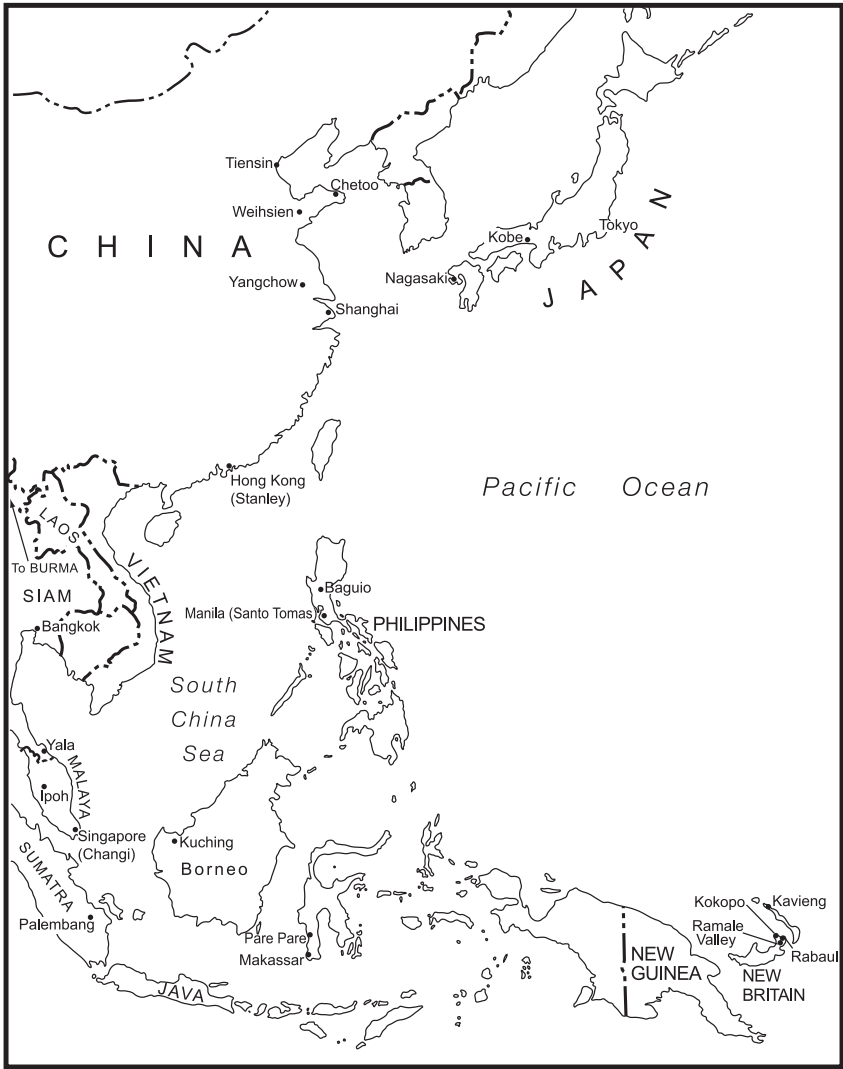 Tiensin
Chetoo
Weihsien
CHINA
Kobe
Tokyo
JAPAN
Yangchow
Nagasaki
Shanghai
Hong Kong
(Stanley)
Pacific Ocean
LAOS
VIETNAM
To BURMA
SIAM
Baguio
Manila (Santo Tomas)
PHILIPPINES
Bangkok
South
China
Sea
Yala
MALAYA
Ipoh
Singapore
(Changi)
Kuching
Borneo
SUMATRA
Palembang
Pare Pare
Makassar
JAVA
Kokopo
Kavieng
Ramale
Valley
Rabaul
NEW
GUINEA
NEW
BRITAIN